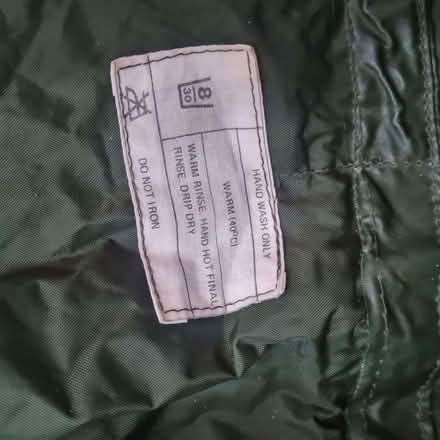 8
30
HAND WASH ONLY
WARM (40°C)
WARM RINSE. HAND HOT FINAL
RINSE. DRIP DRY
DO NOT IRON